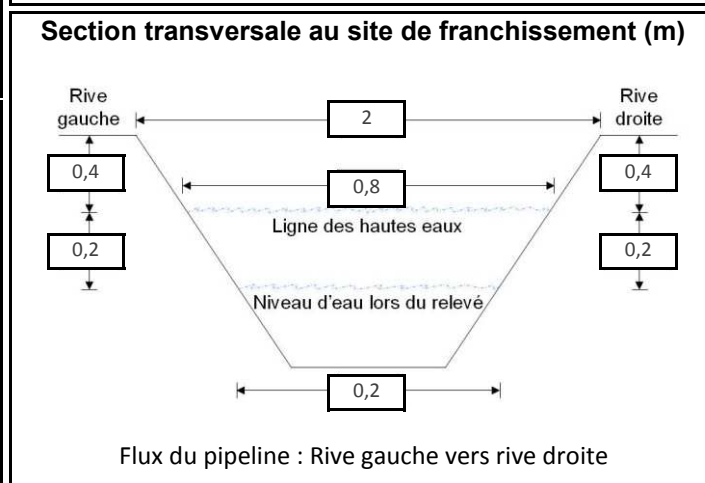 Section transversale au site de franchissement (m)
Rive
gauche
2
Rive
droite
0,4
0,8
0,4
Ligne des hautes eaux
0,2
0,2
Niveau d'eau lors du relevé
0,2
Flux du pipeline : Rive gauche vers rive droite